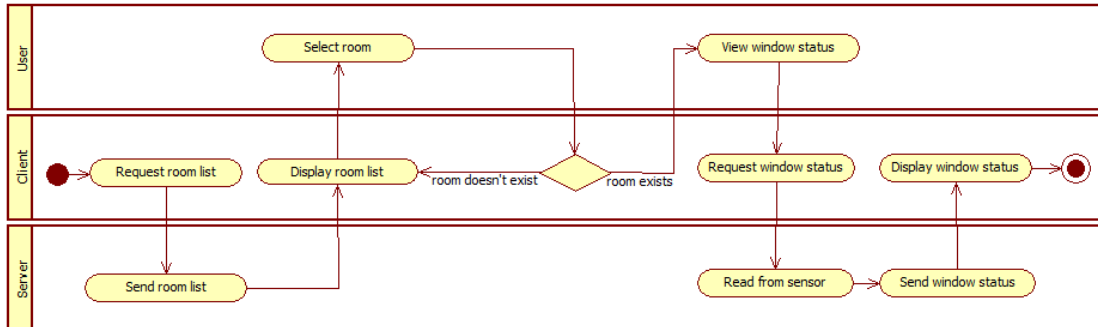 User
Select room
View window status
Client
Request room list
Display room list
room doesn't exist
room exists
Request window status
Display window status
Server
Send room list
Read from sensor
Send window status